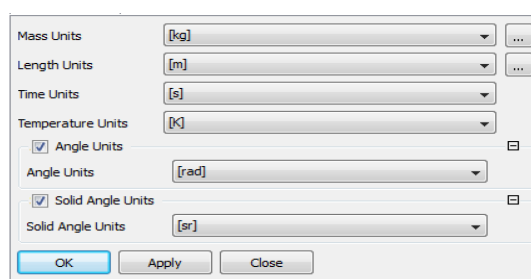 Mass Units [kg] ...
Length Units [m] ...
Time Units [s]
Temperature Units [K]
Angle Units
Angle Units [rad]
Solid Angle Units
Solid Angle Units [sr]
OK Apply Close